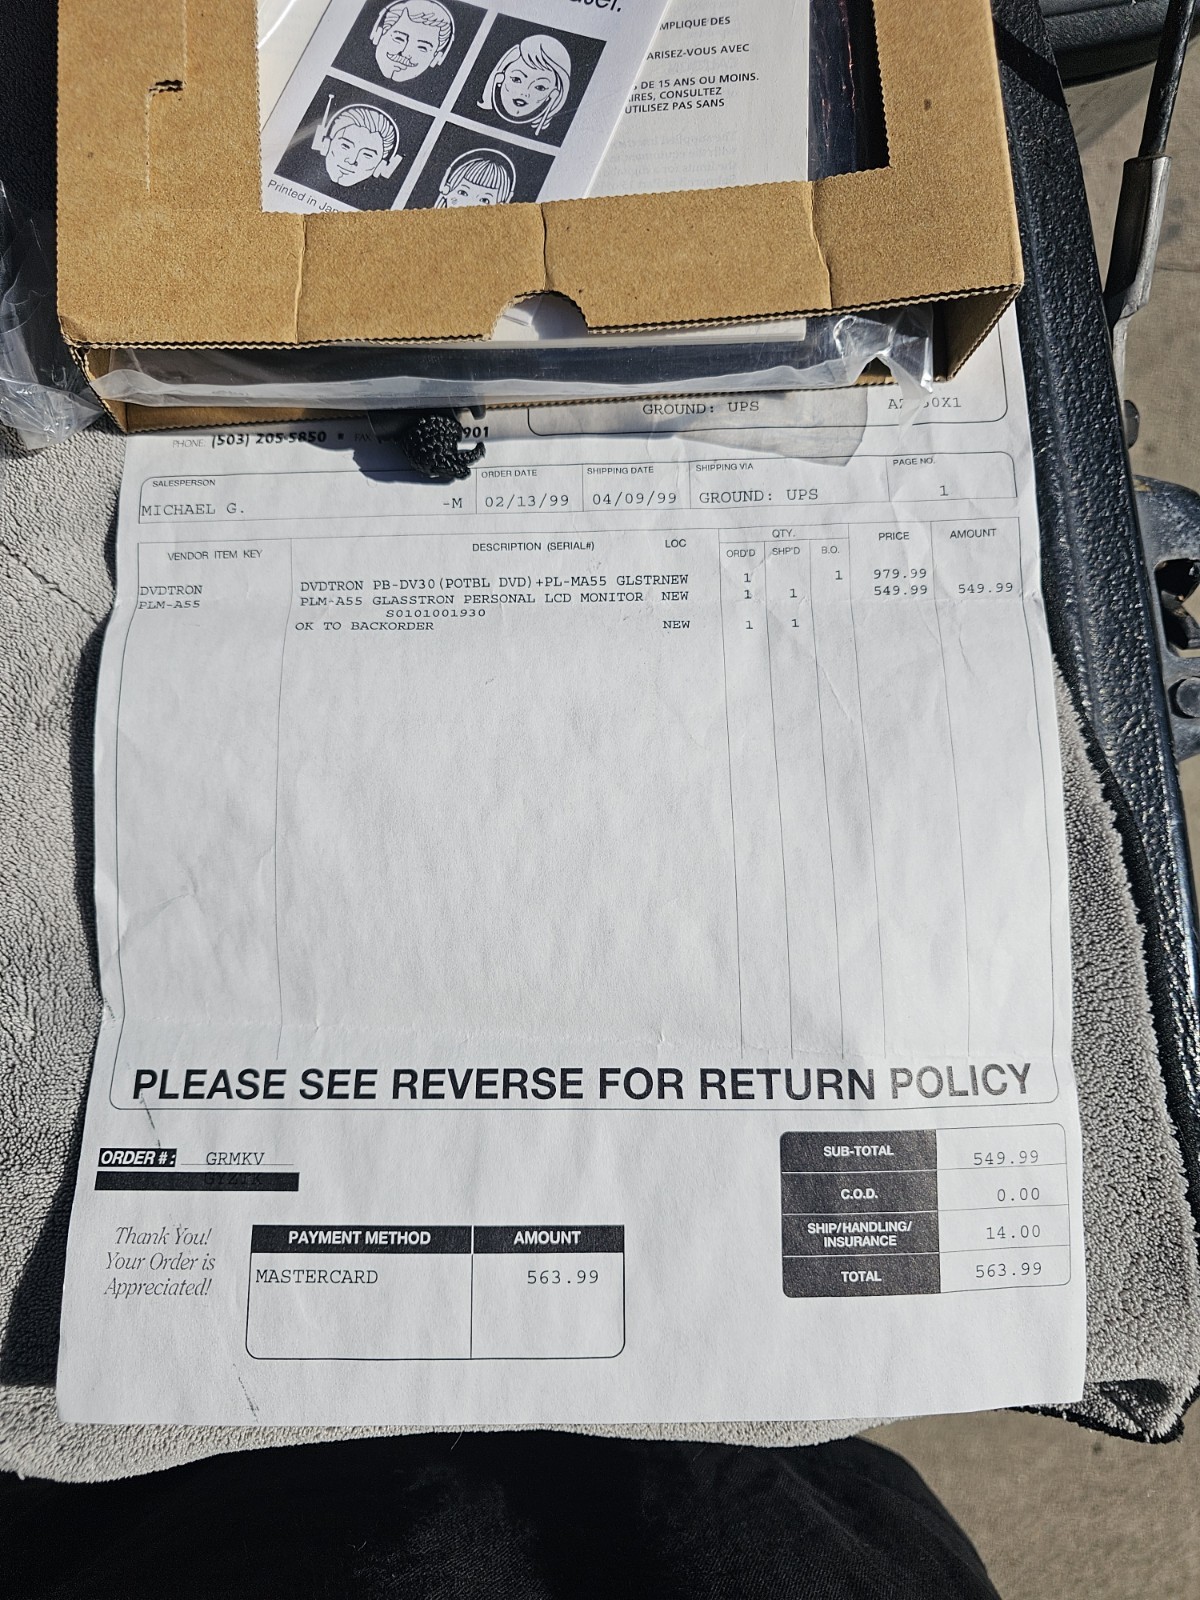 MPLIQUE DES
ARISEZ-VOUS AVEC
DE 15 ANS OU MOINS.
IRES, CONSULTEZ
UTILISEZ PAS SANS
Printed in
GROUND: UPS
0X1
PHONE (503) 205-5850 ■ FAX 901
SALESPERSON ORDER DATE SHIPPING DATE SHIPPING VIA PAGE NO.
MICHAEL G. -M 02/13/99 04/09/99 GROUND: UPS 1
VENDOR ITEM KEY DESCRIPTION (SERIAL#) LOC QTY. PRICE AMOUNT
ORD'D SHP'D B.O.
DVDTRON DVDTRON PB-DV30(POTBL DVD)+PL-MA55 GLSTRNEW 1 1 979.99
PLM-A55 PLM-A55 GLASSTRON PERSONAL LCD MONITOR NEW 1 1 549.99 549.99
S0101001930
OK TO BACKORDER NEW 1 1
PLEASE SEE REVERSE FOR RETURN POLICY
ORDER #: GRMKV
Thank You!
Your Order is
Appreciated!
PAYMENT METHOD AMOUNT
MASTERCARD 563.99
SUB-TOTAL 549.99
C.O.D. 0.00
SHIP/HANDLING/
INSURANCE 14.00
TOTAL 563.99